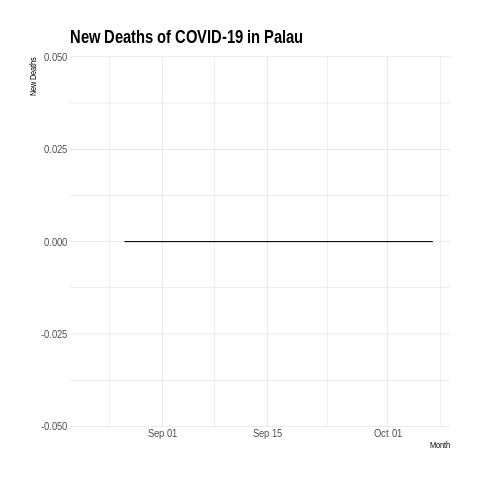 New Deaths of COVID-19 in Palau
New Deaths
0.050
0.025
0.000
-0.025
-0.050
Sep 01
Sep 15
Oct 01
Month